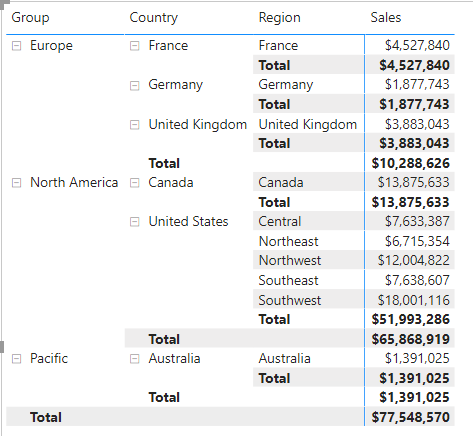 Group Country Region Sales
Europe France France $4,527,840
Total $4,527,840
Germany Germany $1,877,743
Total $1,877,743
United Kingdom United Kingdom $3,883,043
Total $3,883,043
Total $10,288,626
North America Canada Canada $13,875,633
Total $13,875,633
United States Central $7,633,387
Northeast $6,715,354
Northwest $12,004,822
Southeast $7,638,607
Southwest $18,001,116
Total $51,993,286
Total $65,868,919
Pacific Australia Australia $1,391,025
Total $1,391,025
Total $1,391,025
Total $77,548,570